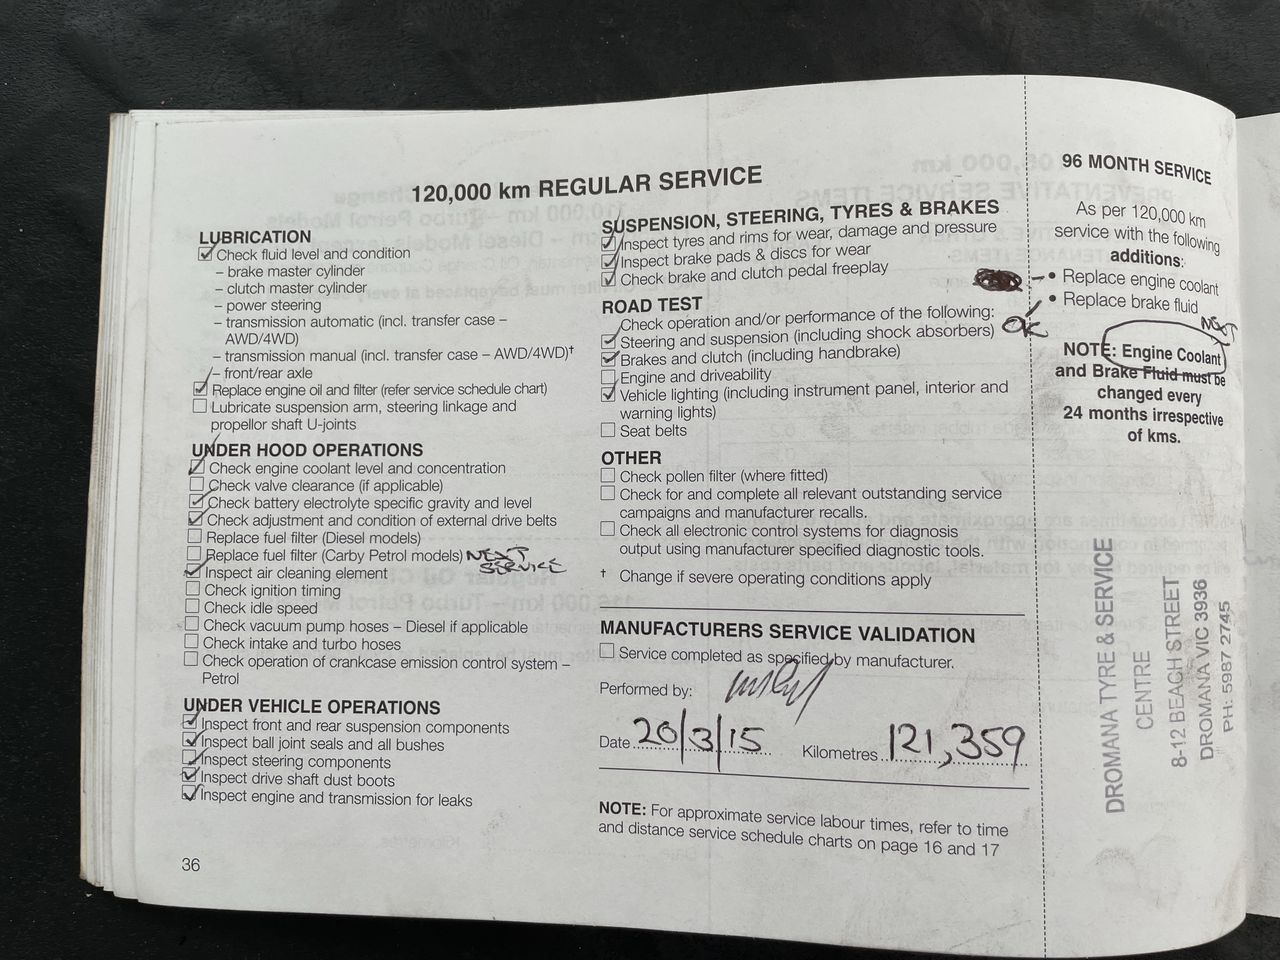 120,000 km REGULAR SERVICE
LUBRICATION
Check fluid level and condition
– brake master cylinder
– clutch master cylinder
– power steering
– transmission automatic (incl. transfer case –
AWD/4WD)
– transmission manual (incl. transfer case – AWD/4WD)†
– front/rear axle
Replace engine oil and filter (refer service schedule chart)
Lubricate suspension arm, steering linkage and
propellor shaft U-joints
UNDER HOOD OPERATIONS
Check engine coolant level and concentration
Check valve clearance (if applicable)
Check battery electrolyte specific gravity and level
Check adjustment and condition of external drive belts
Replace fuel filter (Diesel models)
Replace fuel filter (Carby Petrol models) NEXT
SERVICE
Inspect air cleaning element
Check ignition timing
Check idle speed
Check vacuum pump hoses – Diesel if applicable
Check intake and turbo hoses
Check operation of crankcase emission control system –
Petrol
UNDER VEHICLE OPERATIONS
Inspect front and rear suspension components
Inspect ball joint seals and all bushes
Inspect steering components
Inspect drive shaft dust boots
Inspect engine and transmission for leaks
36
SUSPENSION, STEERING, TYRES & BRAKES
Inspect tyres and rims for wear, damage and pressure
Inspect brake pads & discs for wear
Check brake and clutch pedal freeplay
ROAD TEST
Check operation and/or performance of the following:
Steering and suspension (including shock absorbers)
Brakes and clutch (including handbrake)
Engine and driveability
Vehicle lighting (including instrument panel, interior and
warning lights)
Seat belts
OTHER
Check pollen filter (where fitted)
Check for and complete all relevant outstanding service
campaigns and manufacturer recalls.
Check all electronic control systems for diagnosis
output using manufacturer specified diagnostic tools.
† Change if severe operating conditions apply
MANUFACTURERS SERVICE VALIDATION
Service completed as specified by manufacturer.
Performed by:
Date 20/3/15 Kilometres 121,359
NOTE: For approximate service labour times, refer to time
and distance service schedule charts on page 16 and 17
96 MONTH SERVICE
As per 120,000 km
service with the following
additions:
• Replace engine coolant
• Replace brake fluid
OK
NEXT
NOTE: Engine Coolant
and Brake Fluid must be
changed every
24 months irrespective
of kms.
DROMANA TYRE & SERVICE
CENTRE
8-12 BEACH STREET
DROMANA VIC 3936
PH: 5987 2745